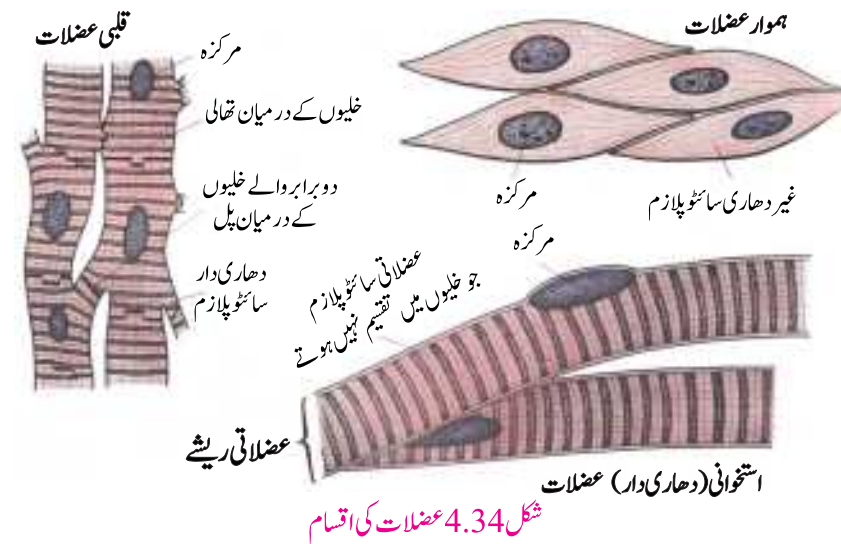 ہموار عضلات
مرکزہ
غیر دھاری سائٹوپلازم
قلبی عضلات
مرکزہ
خلیوں کے درمیان تھالی
دو برابر والے خلیوں
کے درمیان پل
دھاری دار
سائٹوپلازم
مرکزہ
عضلاتی سائٹوپلازم
جو خلیوں میں تقسیم نہیں ہوتے
عضلاتی ریشے
استخوانی (دھاری دار) عضلات
شکل 4.34 عضلات کی اقسام